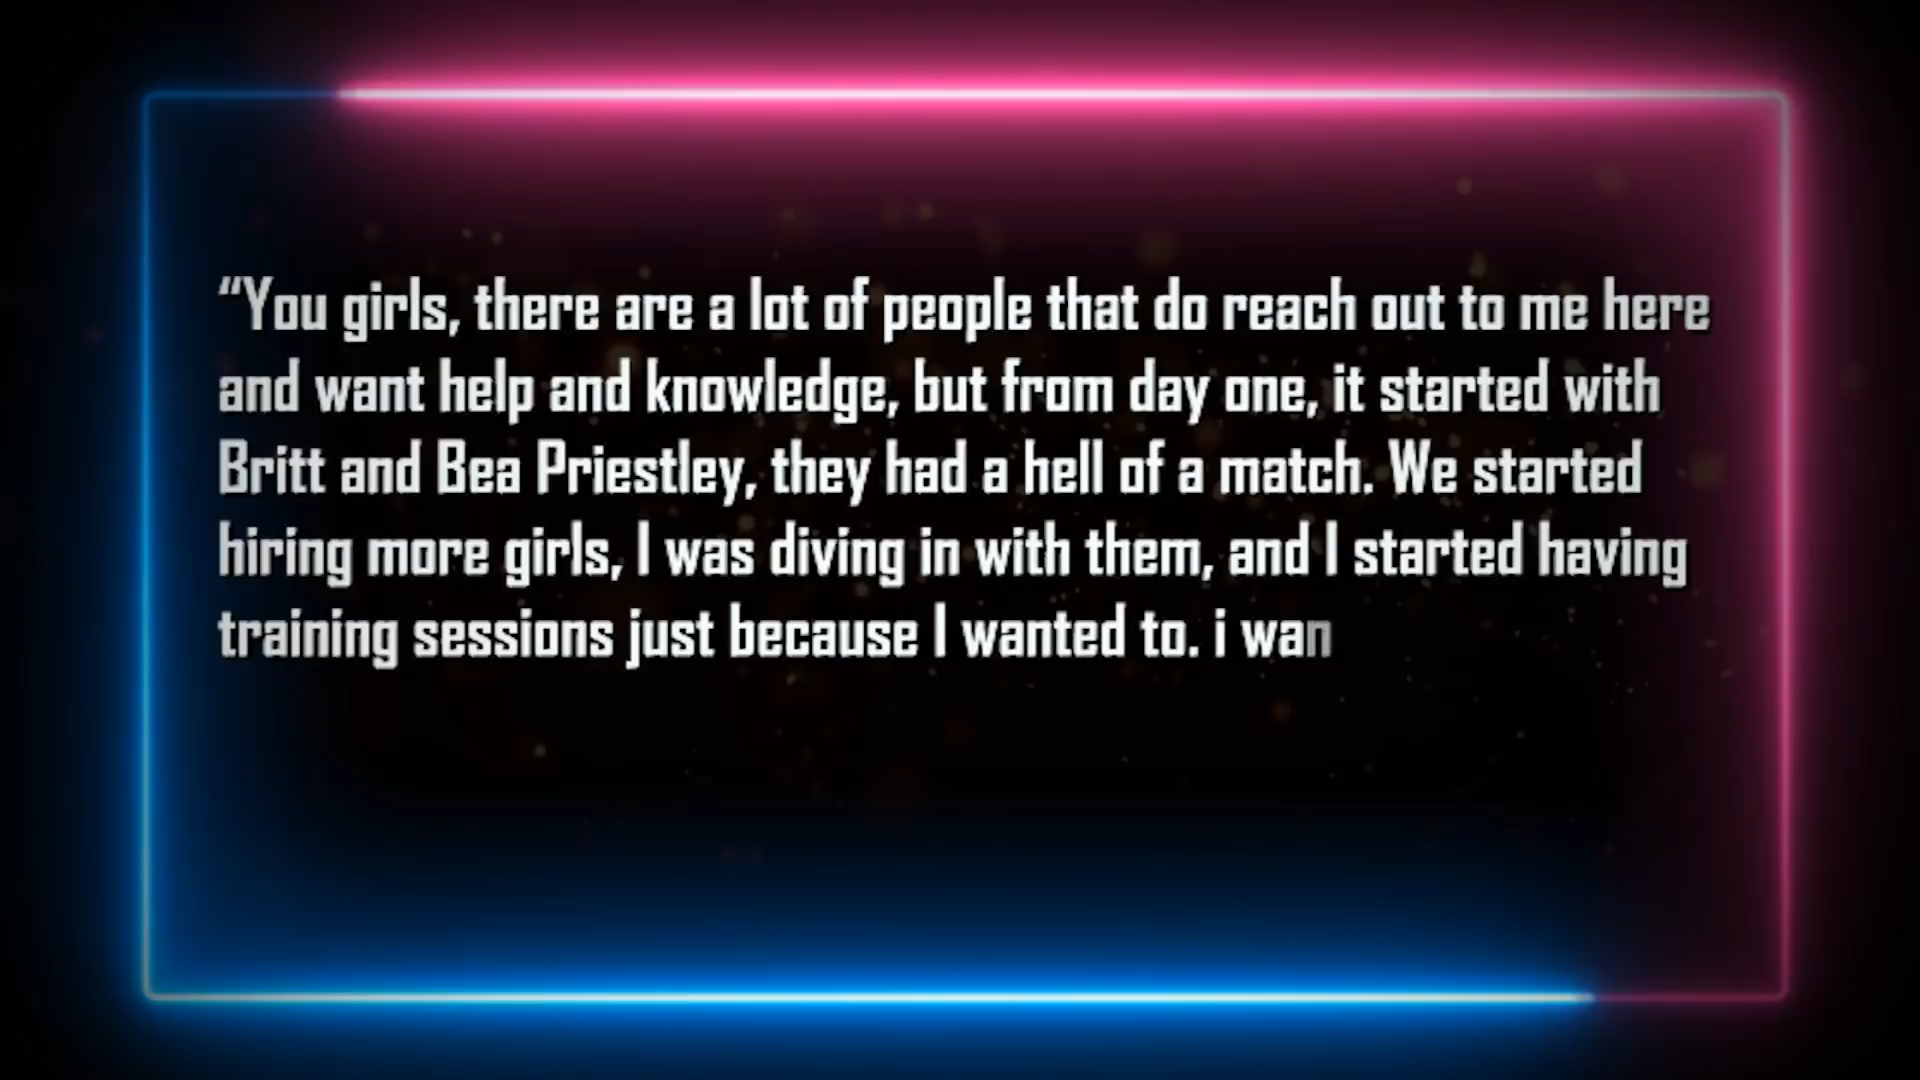 “You girls, there are a lot of people that do reach out to me here
and want help and knowledge, but from day one, it started with
Britt and Bea Priestley, they had a hell of a match. We started
hiring more girls, I was diving in with them, and I started having
training sessions just because I wanted to. i wan